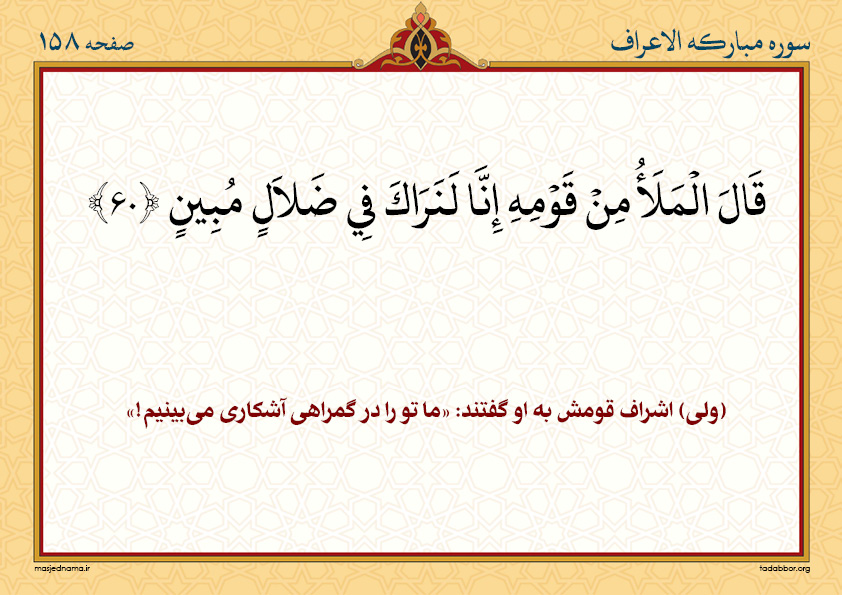 سوره مبارکه الاعراف
صفحه ۱۵۸
قَالَ الْمَلَأُ مِنْ قَوْمِهِ إِنَّا لَنَرَاكَ فِي ضَلاَلٍ مُبِينٍ ﴿۶۰﴾
(ولی) اشراف قومش به او گفتند: «ما تو را در گمراهی آشکاری می‌بینیم!»
masjednama.ir
tadabbor.org